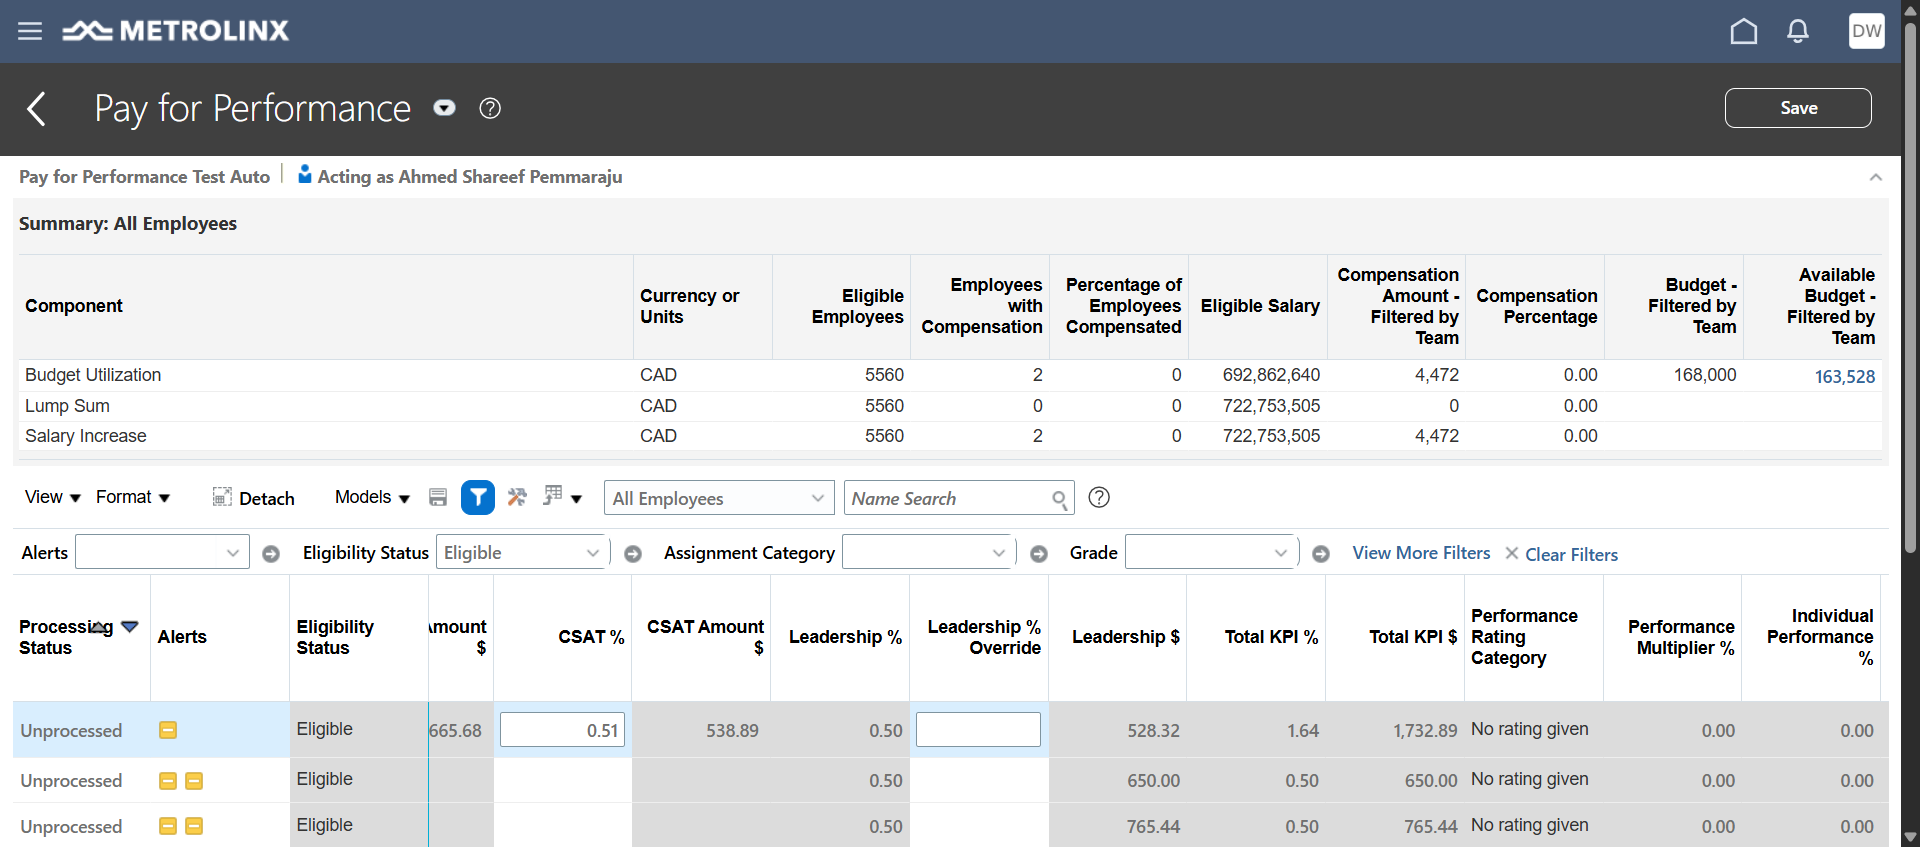 METROLINX
DW
Pay for Performance
Save
Pay for Performance Test Auto
Acting as Ahmed Shareef Pemmaraju
Summary: All Employees
Component Currency or Units Eligible Employees Employees with Compensation Percentage of Employees Compensated Eligible Salary Compensation Amount - Filtered by Team Compensation Percentage Budget - Filtered by Team Available Budget - Filtered by Team
Budget Utilization CAD 5560 2 0 692,862,640 4,472 0.00 168,000 163,528
Lump Sum CAD 5560 0 0 722,753,505 0 0.00
Salary Increase CAD 5560 2 0 722,753,505 4,472 0.00
View Format Detach Models All Employees Name Search
Alerts Eligibility Status Eligible Assignment Category Grade View More Filters Clear Filters
Processing Status Alerts Eligibility Status Amount $ CSAT % CSAT Amount $ Leadership % Leadership % Override Leadership $ Total KPI % Total KPI $ Performance Rating Category Performance Multiplier % Individual Performance %
Unprocessed Eligible 665.68 0.51 538.89 0.50 528.32 1.64 1,732.89 No rating given 0.00 0.00
Unprocessed Eligible 0.50 650.00 0.50 650.00 No rating given 0.00 0.00
Unprocessed Eligible 0.50 765.44 0.50 765.44 No rating given 0.00 0.00